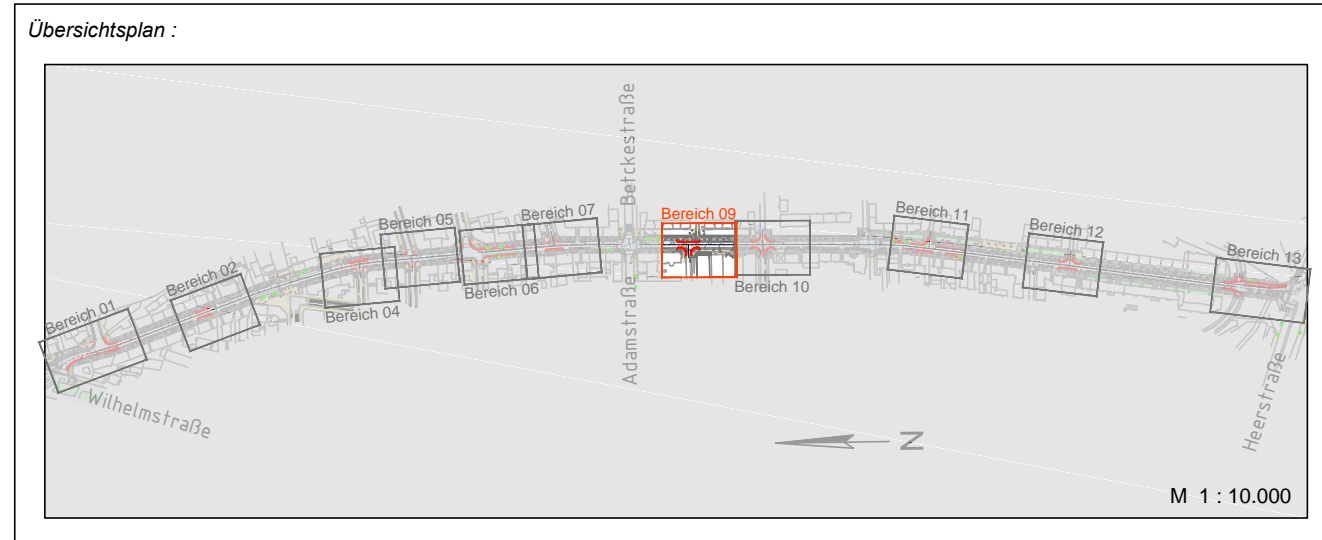 Übersichtsplan :
Betckestraße
Bereich 07
Bereich 09
Bereich 05
Bereich 11
Bereich 12
Bereich 13
Bereich 02
Bereich 06
Bereich 10
Bereich 04
Bereich 01
Adamstraße
Wilhelmstraße
Heerstraße
N
M 1 : 10.000